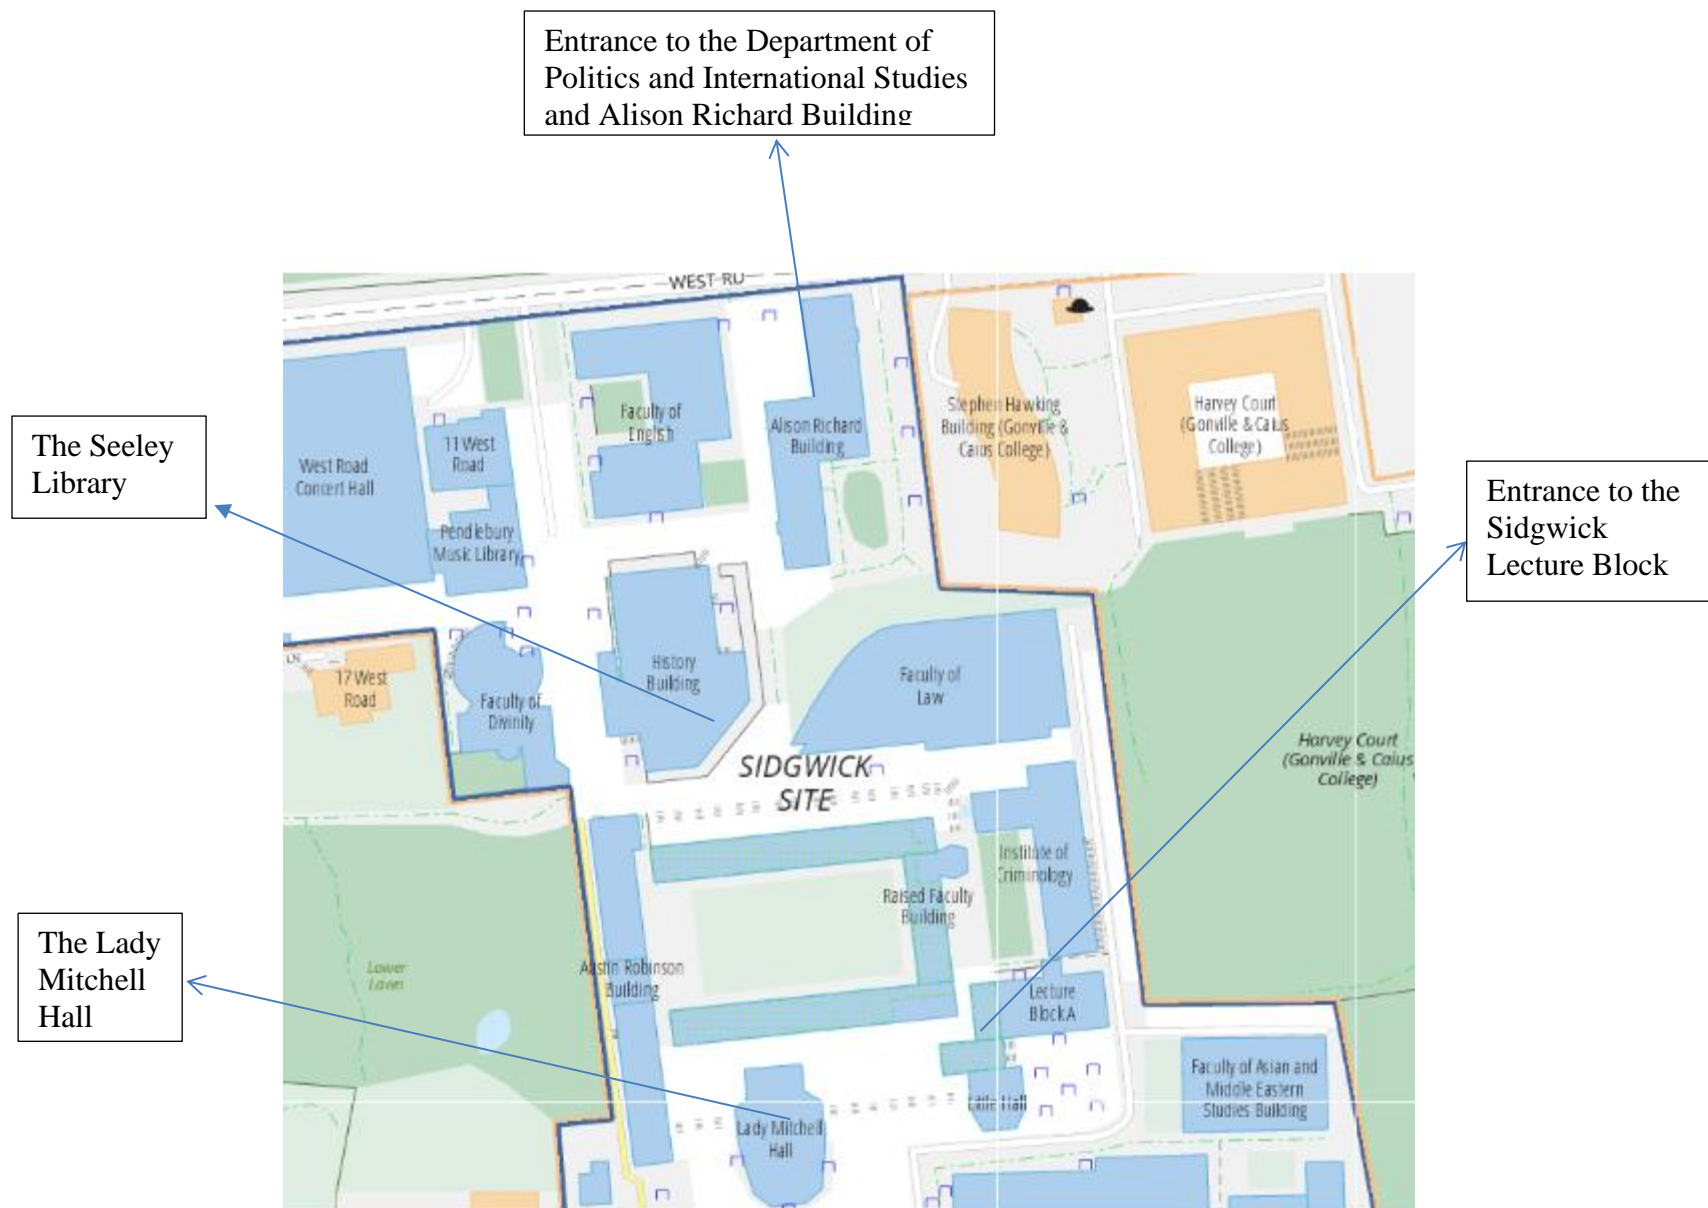 Entrance to the Department of
Politics and International Studies
and Alison Richard Building
WEST RD
The Seeley
Library
Entrance to the
Sidgwick
Lecture Block
The Lady
Mitchell
Hall
West Road
Concert Hall
11 West
Road
Pendlebury
Music Library
Faculty of
English
Alison Richard
Building
Stephen Hawking
Building (Gonville &
Caius College)
Harvey Court
(Gonville & Caius
College)
17 West
Road
Faculty of
Divinity
History
Building
Faculty of
Law
SIDGWICK
SITE
Harvey Court
(Gonville & Caius
College)
Institute of
Criminology
Raised Faculty
Building
Austin Robinson
Building
Lower
Lawn
Lecture
Block A
Little Hall
Lady Mitchell
Hall
Faculty of Asian and
Middle Eastern
Studies Building